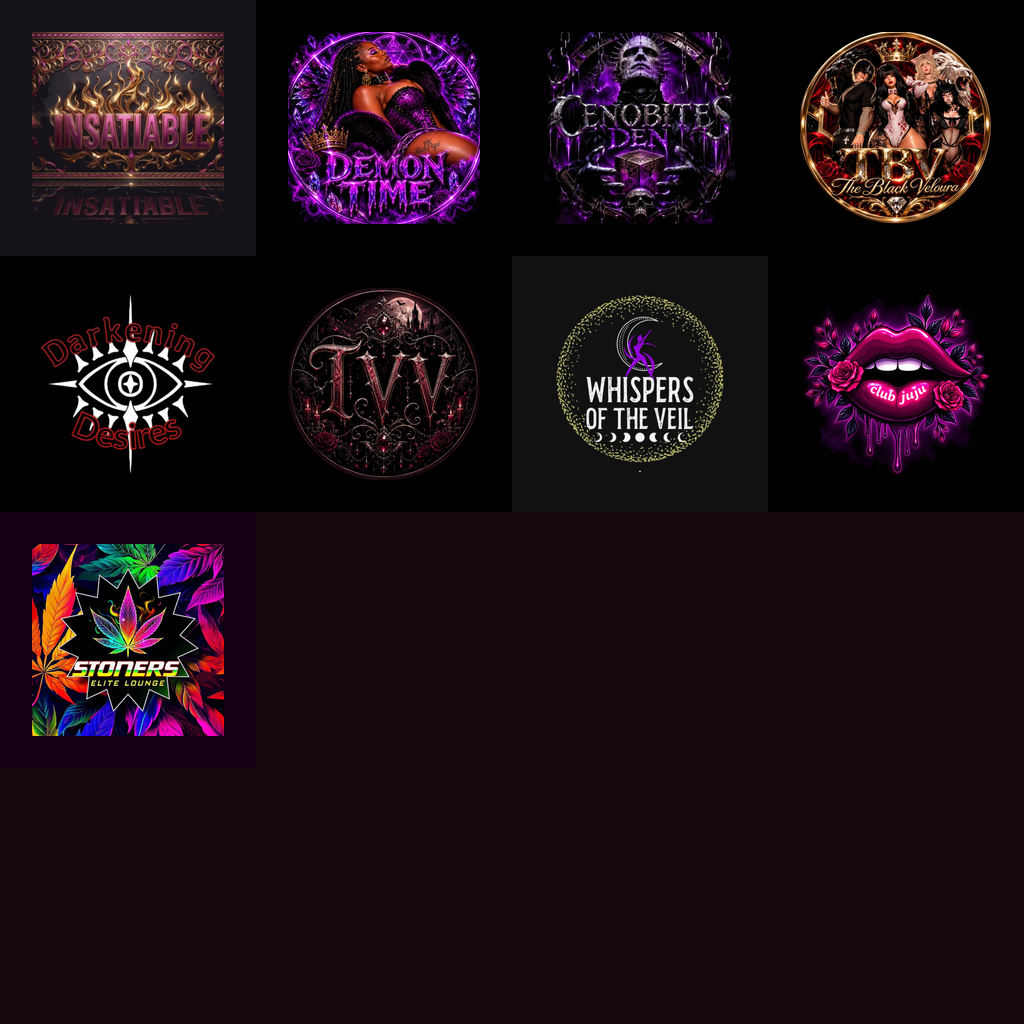 INSATIABLE
INSATIABLE
DEMON
TIME
CENOBITES
DEN
TBV
The Black Veloura
Darkening
Desires
TVV
WHISPERS
OF THE VEIL
club juju
STONERS
ELITE LOUNGE